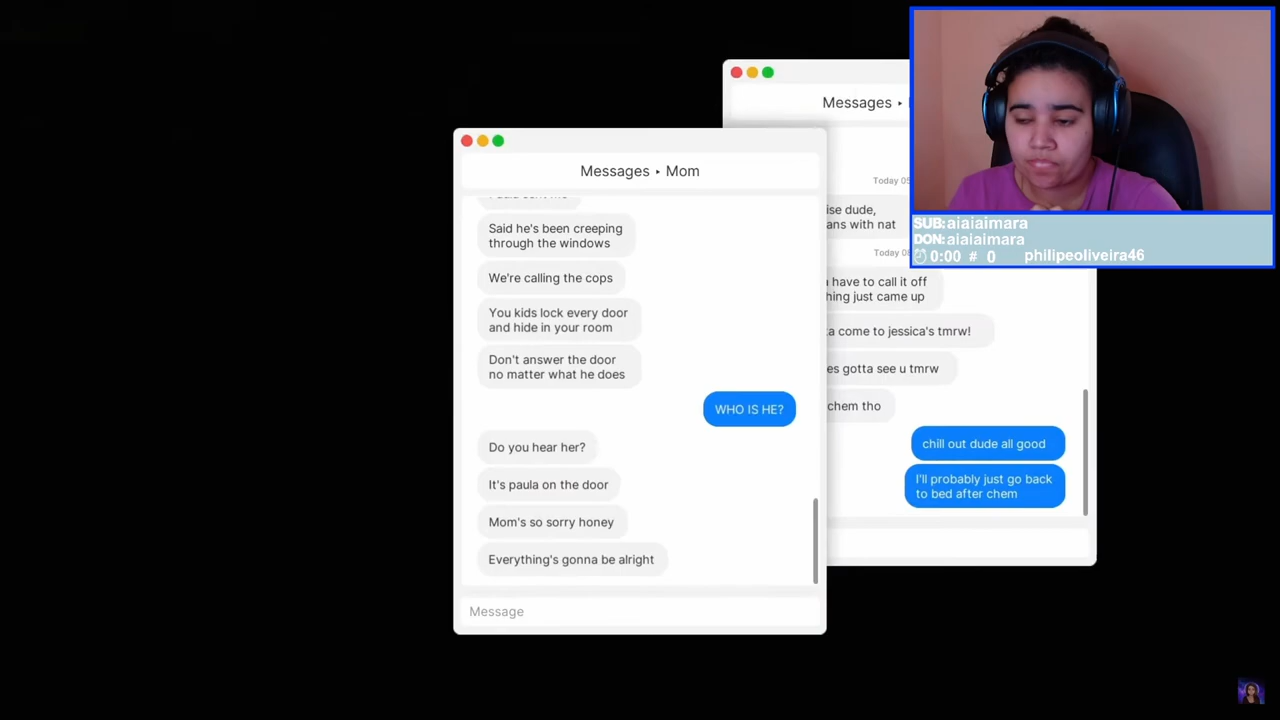 Messages ▸ Mom
Said he's been creeping
through the windows
We're calling the cops
You kids lock every door
and hide in your room
Don't answer the door
no matter what he does
WHO IS HE?
Do you hear her?
It's paula on the door
Mom's so sorry honey
Everything's gonna be alright
Message
Messages ▸
Today
dude,
with nat
Today
have to call it off
just came up
come to jessica's tmrw!
gotta see u tmrw
chem tho
chill out dude all good
I'll probably just go back
to bed after chem
SUB:aiaiaimara
DON:aiaiaimara
0:00 # 0 philipeoliveira46